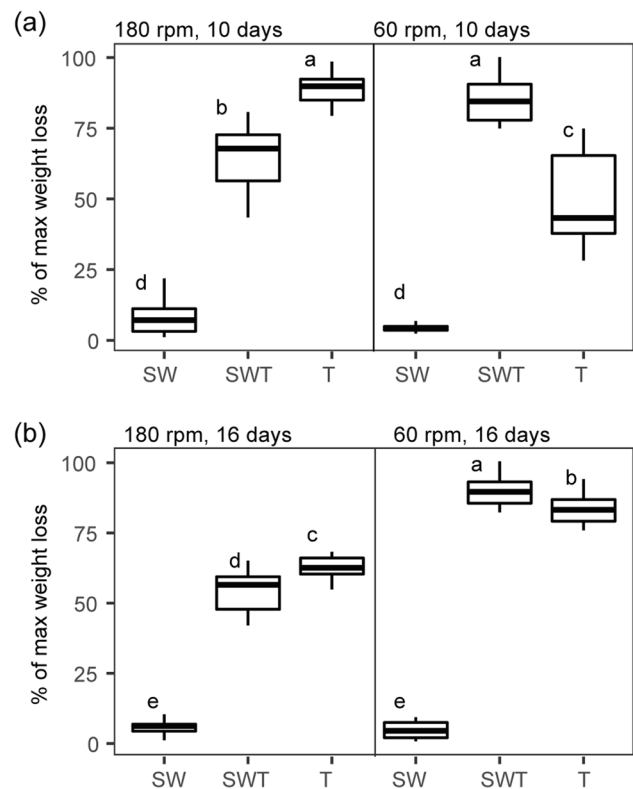 (a)
180 rpm, 10 days 60 rpm, 10 days
% of max weight loss
100
75
50
25
0
d b a d a c
SW SWT T SW SWT T
(b)
180 rpm, 16 days 60 rpm, 16 days
% of max weight loss
100
75
50
25
0
e d c e a b
SW SWT T SW SWT T